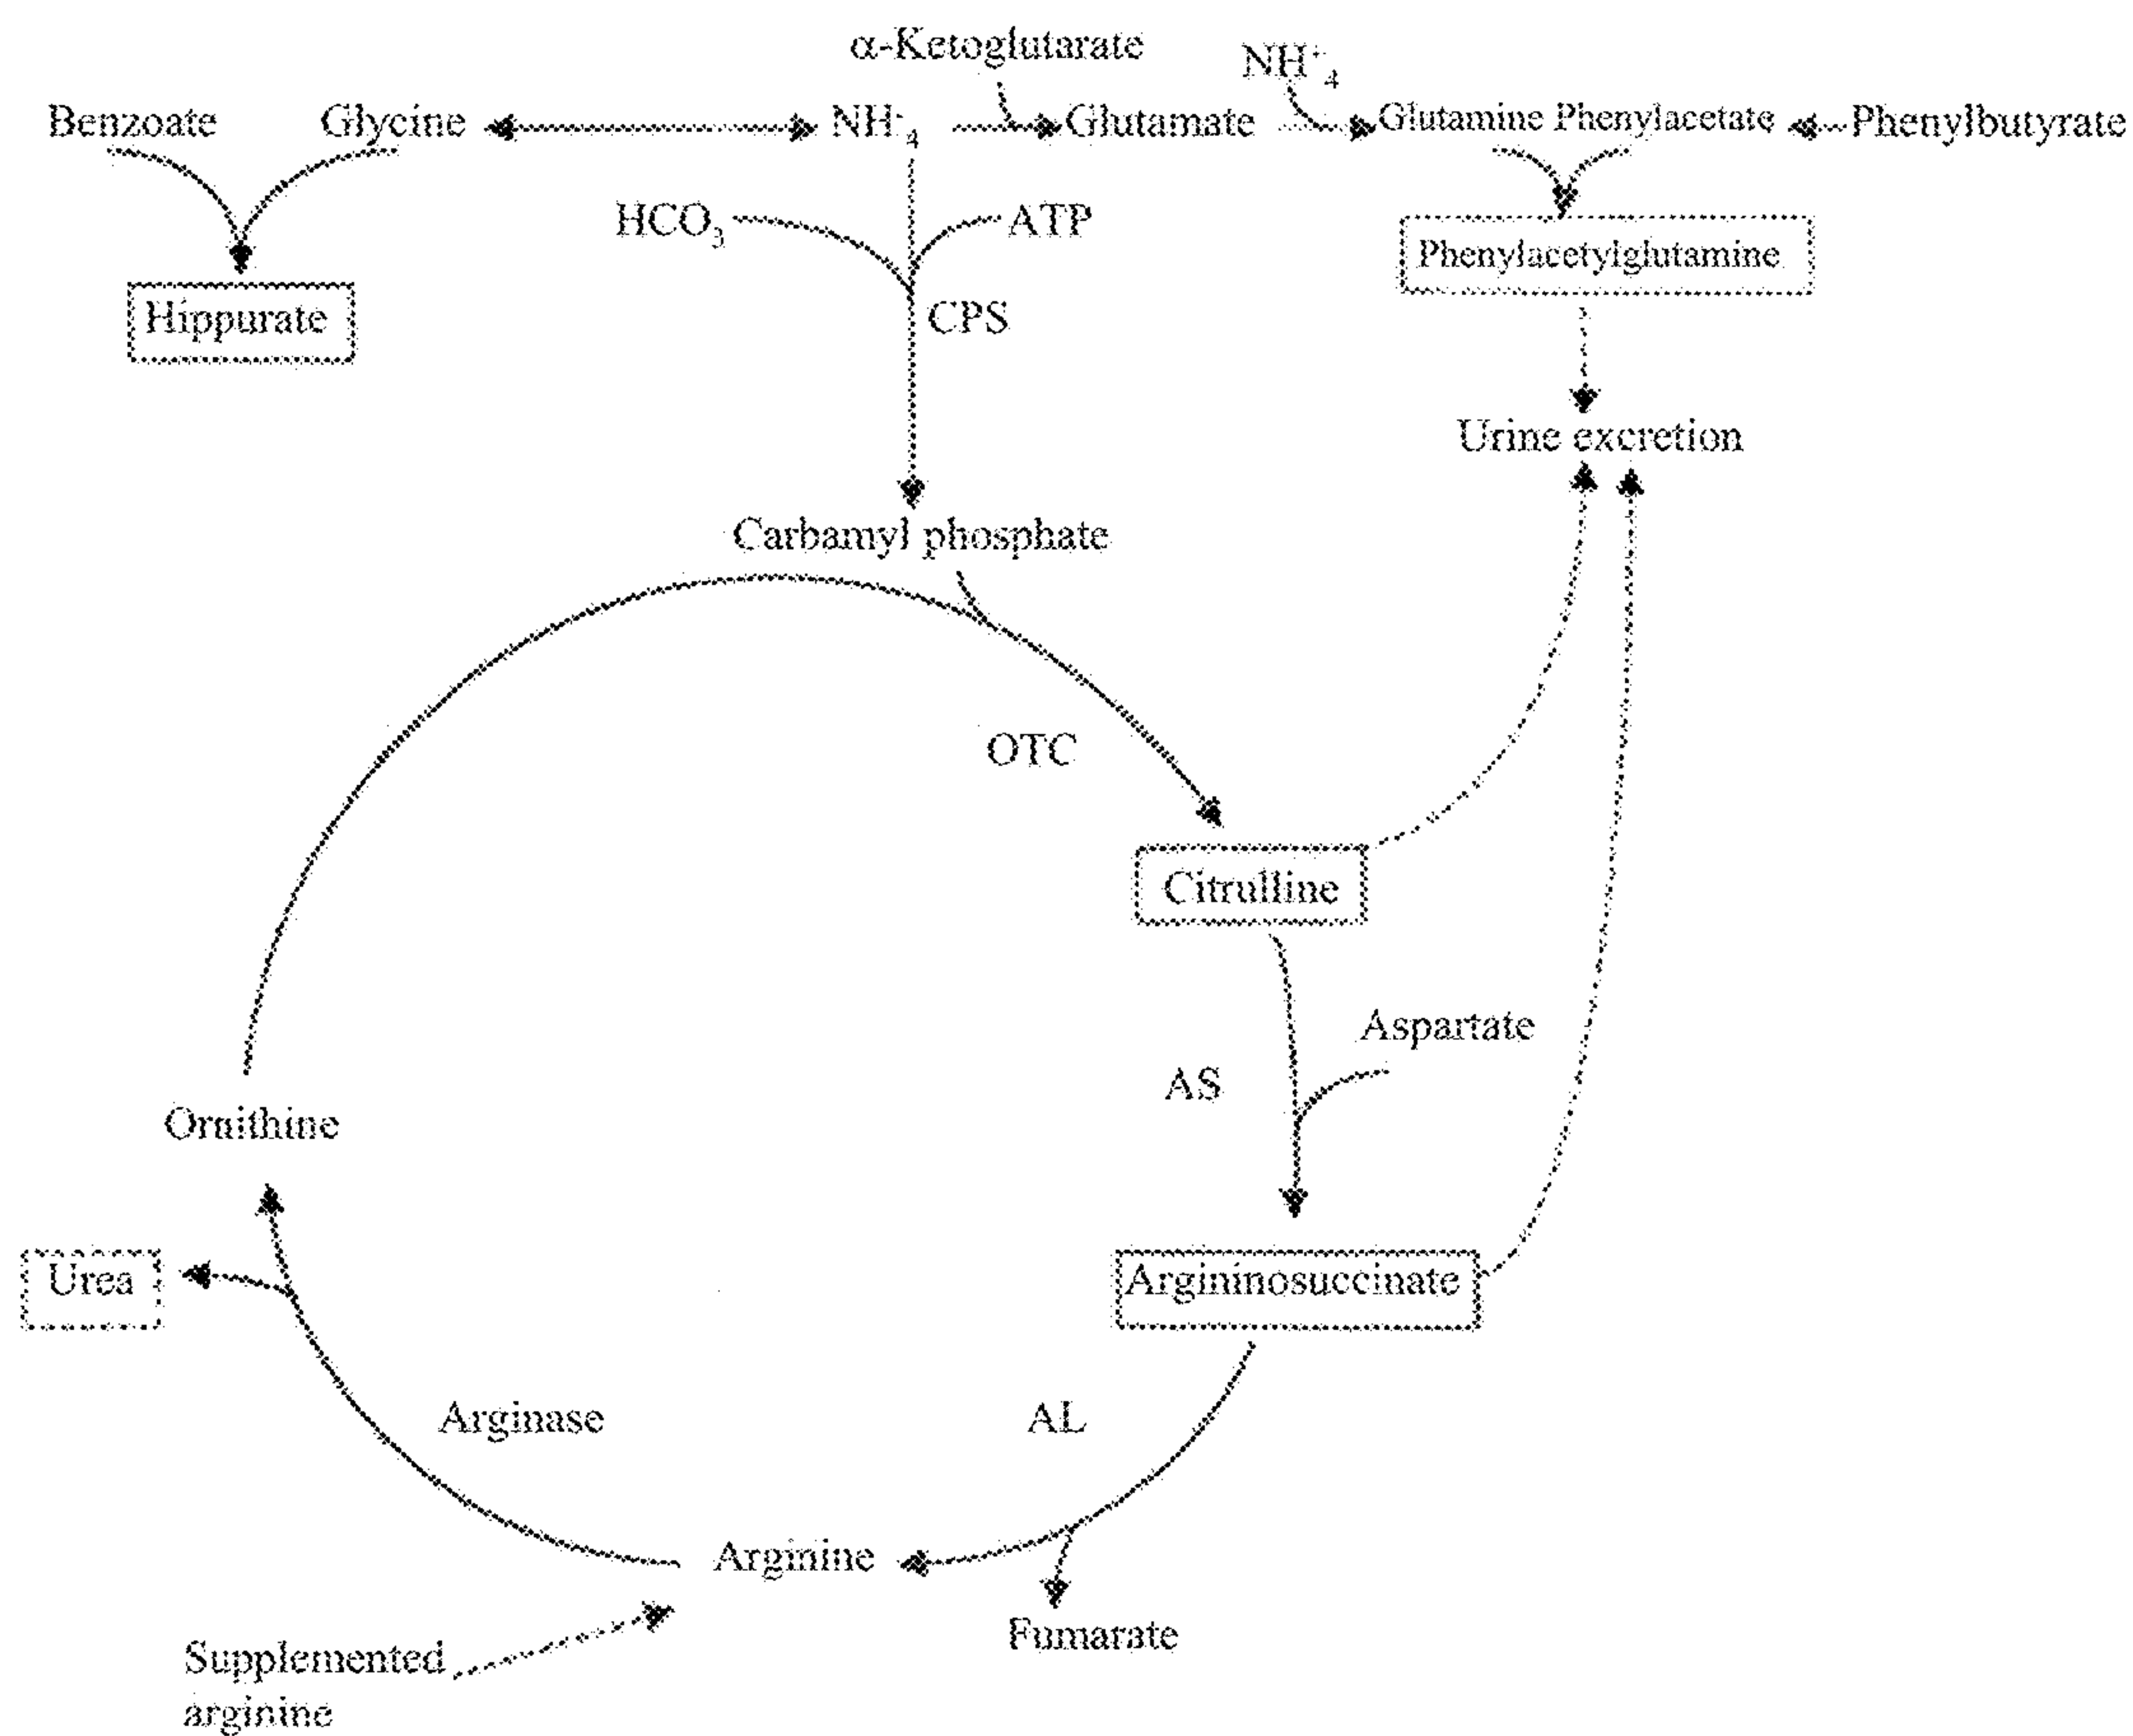 α-Ketoglutarate
NH⁺₄
Benzoate Glycine NH⁺₄ Glutamate Glutamine Phenylacetate Phenylbutyrate
HCO₃ ATP
Phenylacetylglutamine
Hippurate CPS
Urine excretion
Carbamyl phosphate
OTC
Citrulline
Aspartate
AS
Ornithine
Urea Argininosuccinate
Arginase AL
Arginine
Fumarate
Supplemented
arginine